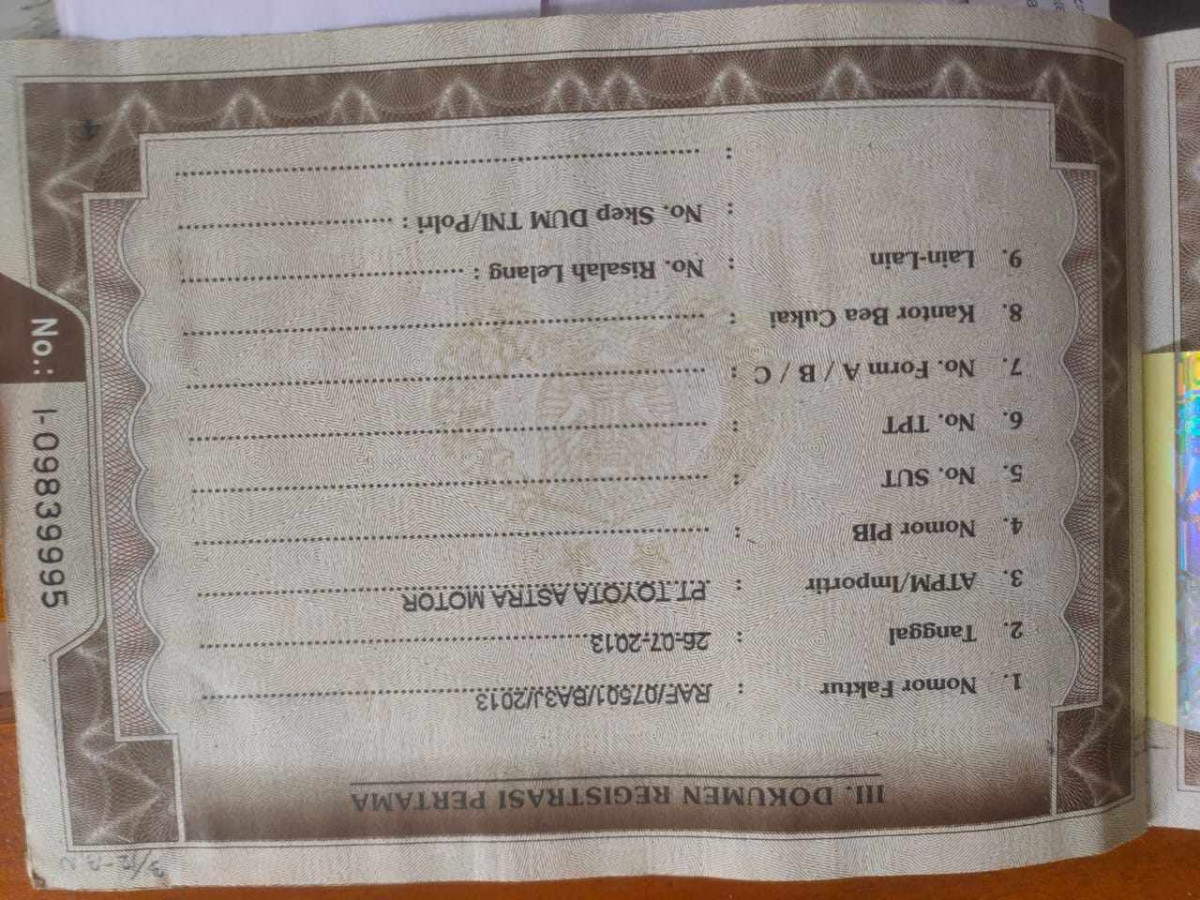 III. DOKUMEN REGISTRASI PERTAMA
1. Nomor Faktur : RAF/07501/BA3J/2013
2. Tanggal : 26-07-2013
3. ATPM/Importir : PT.TOYOTA ASTRA MOTOR
4. Nomor PIB :
5. No. SUT :
6. No. TPT :
7. No. Form A / B / C :
8. Kantor Bea Cukai :
9. Lain-Lain : No. Risalah Lelang :
: No. Skep DUM TNI/Polri :
:
No.: I-09839995